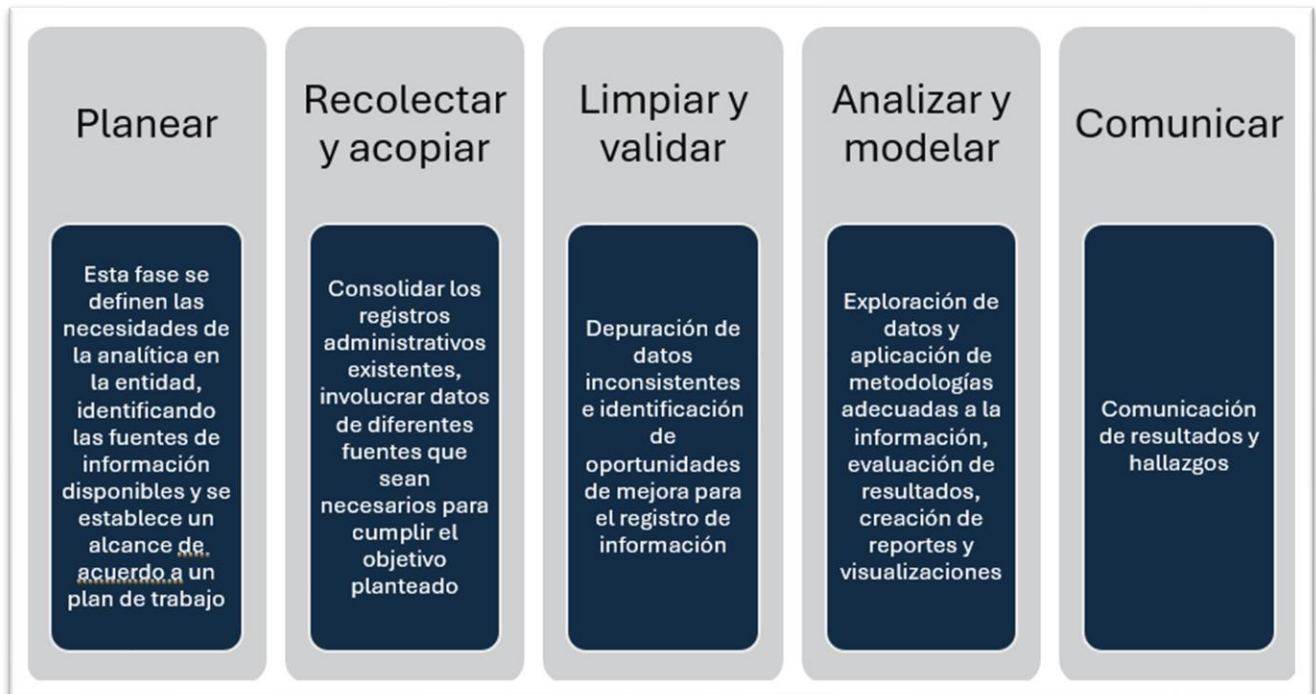 Planear
Esta fase se
definen las
necesidades de
la analítica en
la entidad,
identificando
las fuentes de
información
disponibles y se
establece un
alcance de
acuerdo a un
plan de trabajo
Recolectar
y acopiar
Consolidar los
registros
administrativos
existentes,
involucrar datos
de diferentes
fuentes que
sean
necesarios para
cumplir el
objetivo
planteado
Limpiar y
validar
Depuración de
datos
inconsistentes
e identificación
de
oportunidades
de mejora para
el registro de
información
Analizar y
modelar
Exploración de
datos y
aplicación de
metodologías
adecuadas a la
información,
evaluación de
resultados,
creación de
reportes y
visualizaciones
Comunicar
Comunicación
de resultados y
hallazgos